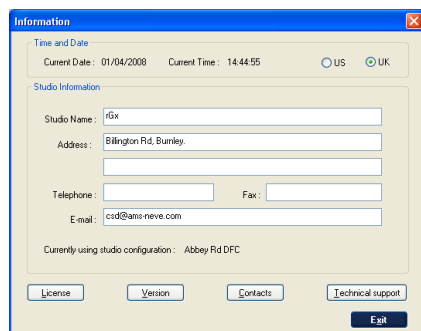 Information
Time and Date
Current Date : 01/04/2008 Current Time : 14:44:55 US UK
Studio Information
Studio Name : rGx
Address : Billington Rd, Burnley.
Telephone : Fax :
E-mail : csd@ams-neve.com
Currently using studio configuration : Abbey Rd DFC
License Version Contacts Technical support
Exit